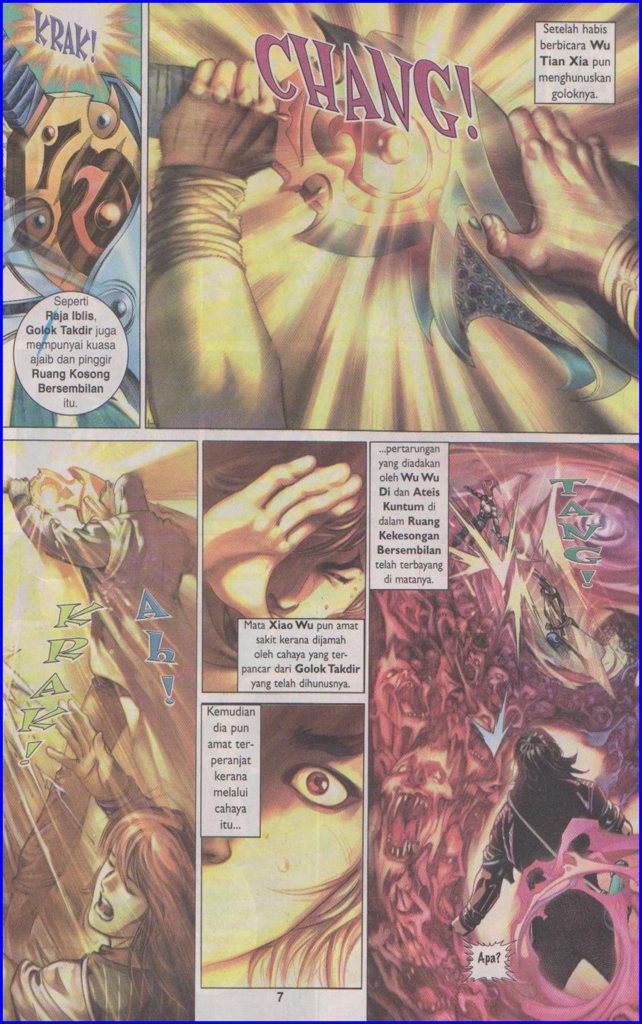 KRAK!
Seperti
Raja Iblis,
Golok Takdir juga
mempunyai kuasa
ajaib dan pinggir
Ruang Kosong
Bersembilan
itu.
CHANG!
Setelah habis
berbicara Wu
Tian Xia pun
menghunuskan
goloknya.
Ah!
KRAK!
Mata Xiao Wu pun amat
sakit kerana dijamah
oleh cahaya yang ter-
pancar dari Golok Takdir
yang telah dihunusnya.
Kemudian
dia pun
amat ter-
peranjat
kerana
melalui
cahaya
itu...
...pertarungan
yang diadakan
oleh Wu Wu
Di dan Ateis
Kuntum di
dalam Ruang
Kekesongan
Bersembilan
telah terbayang
di matanya.
TANG!
Apa?
7